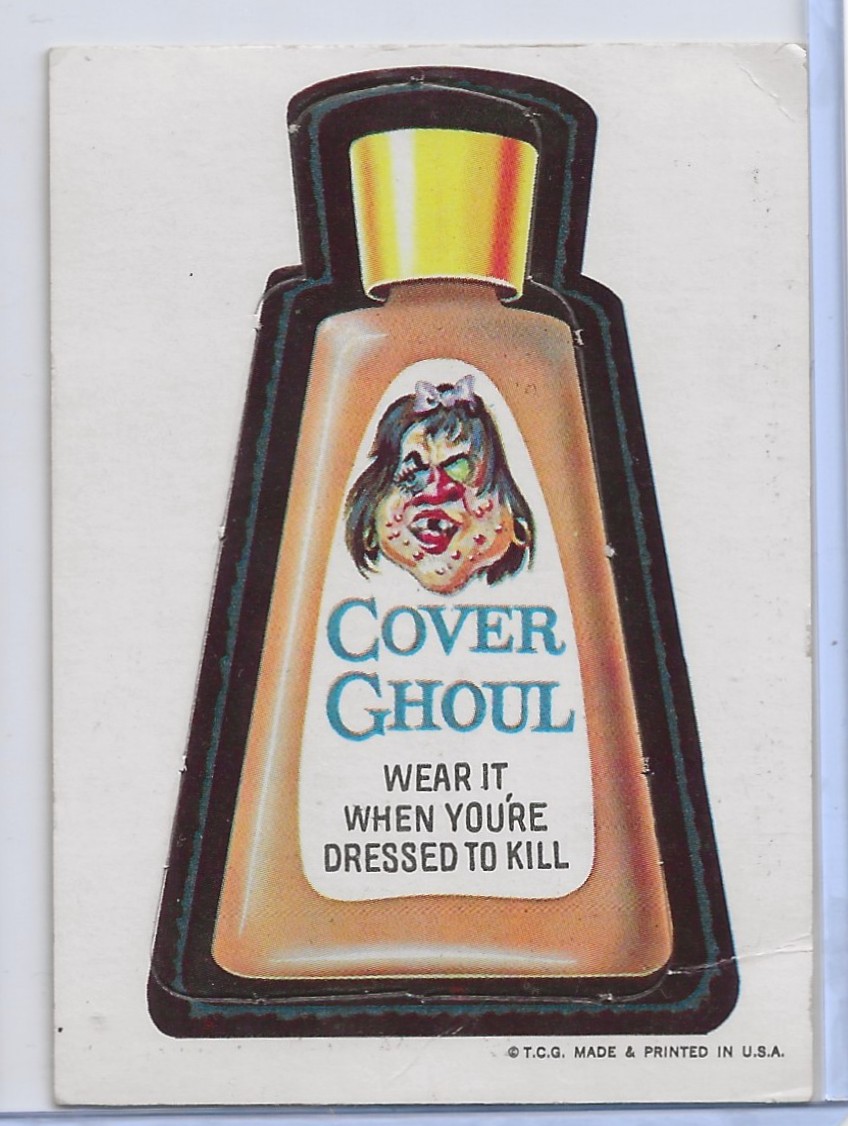 COVER
GHOUL
WEAR IT,
WHEN YOU'RE
DRESSED TO KILL
© T.C.G. MADE & PRINTED IN U.S.A.